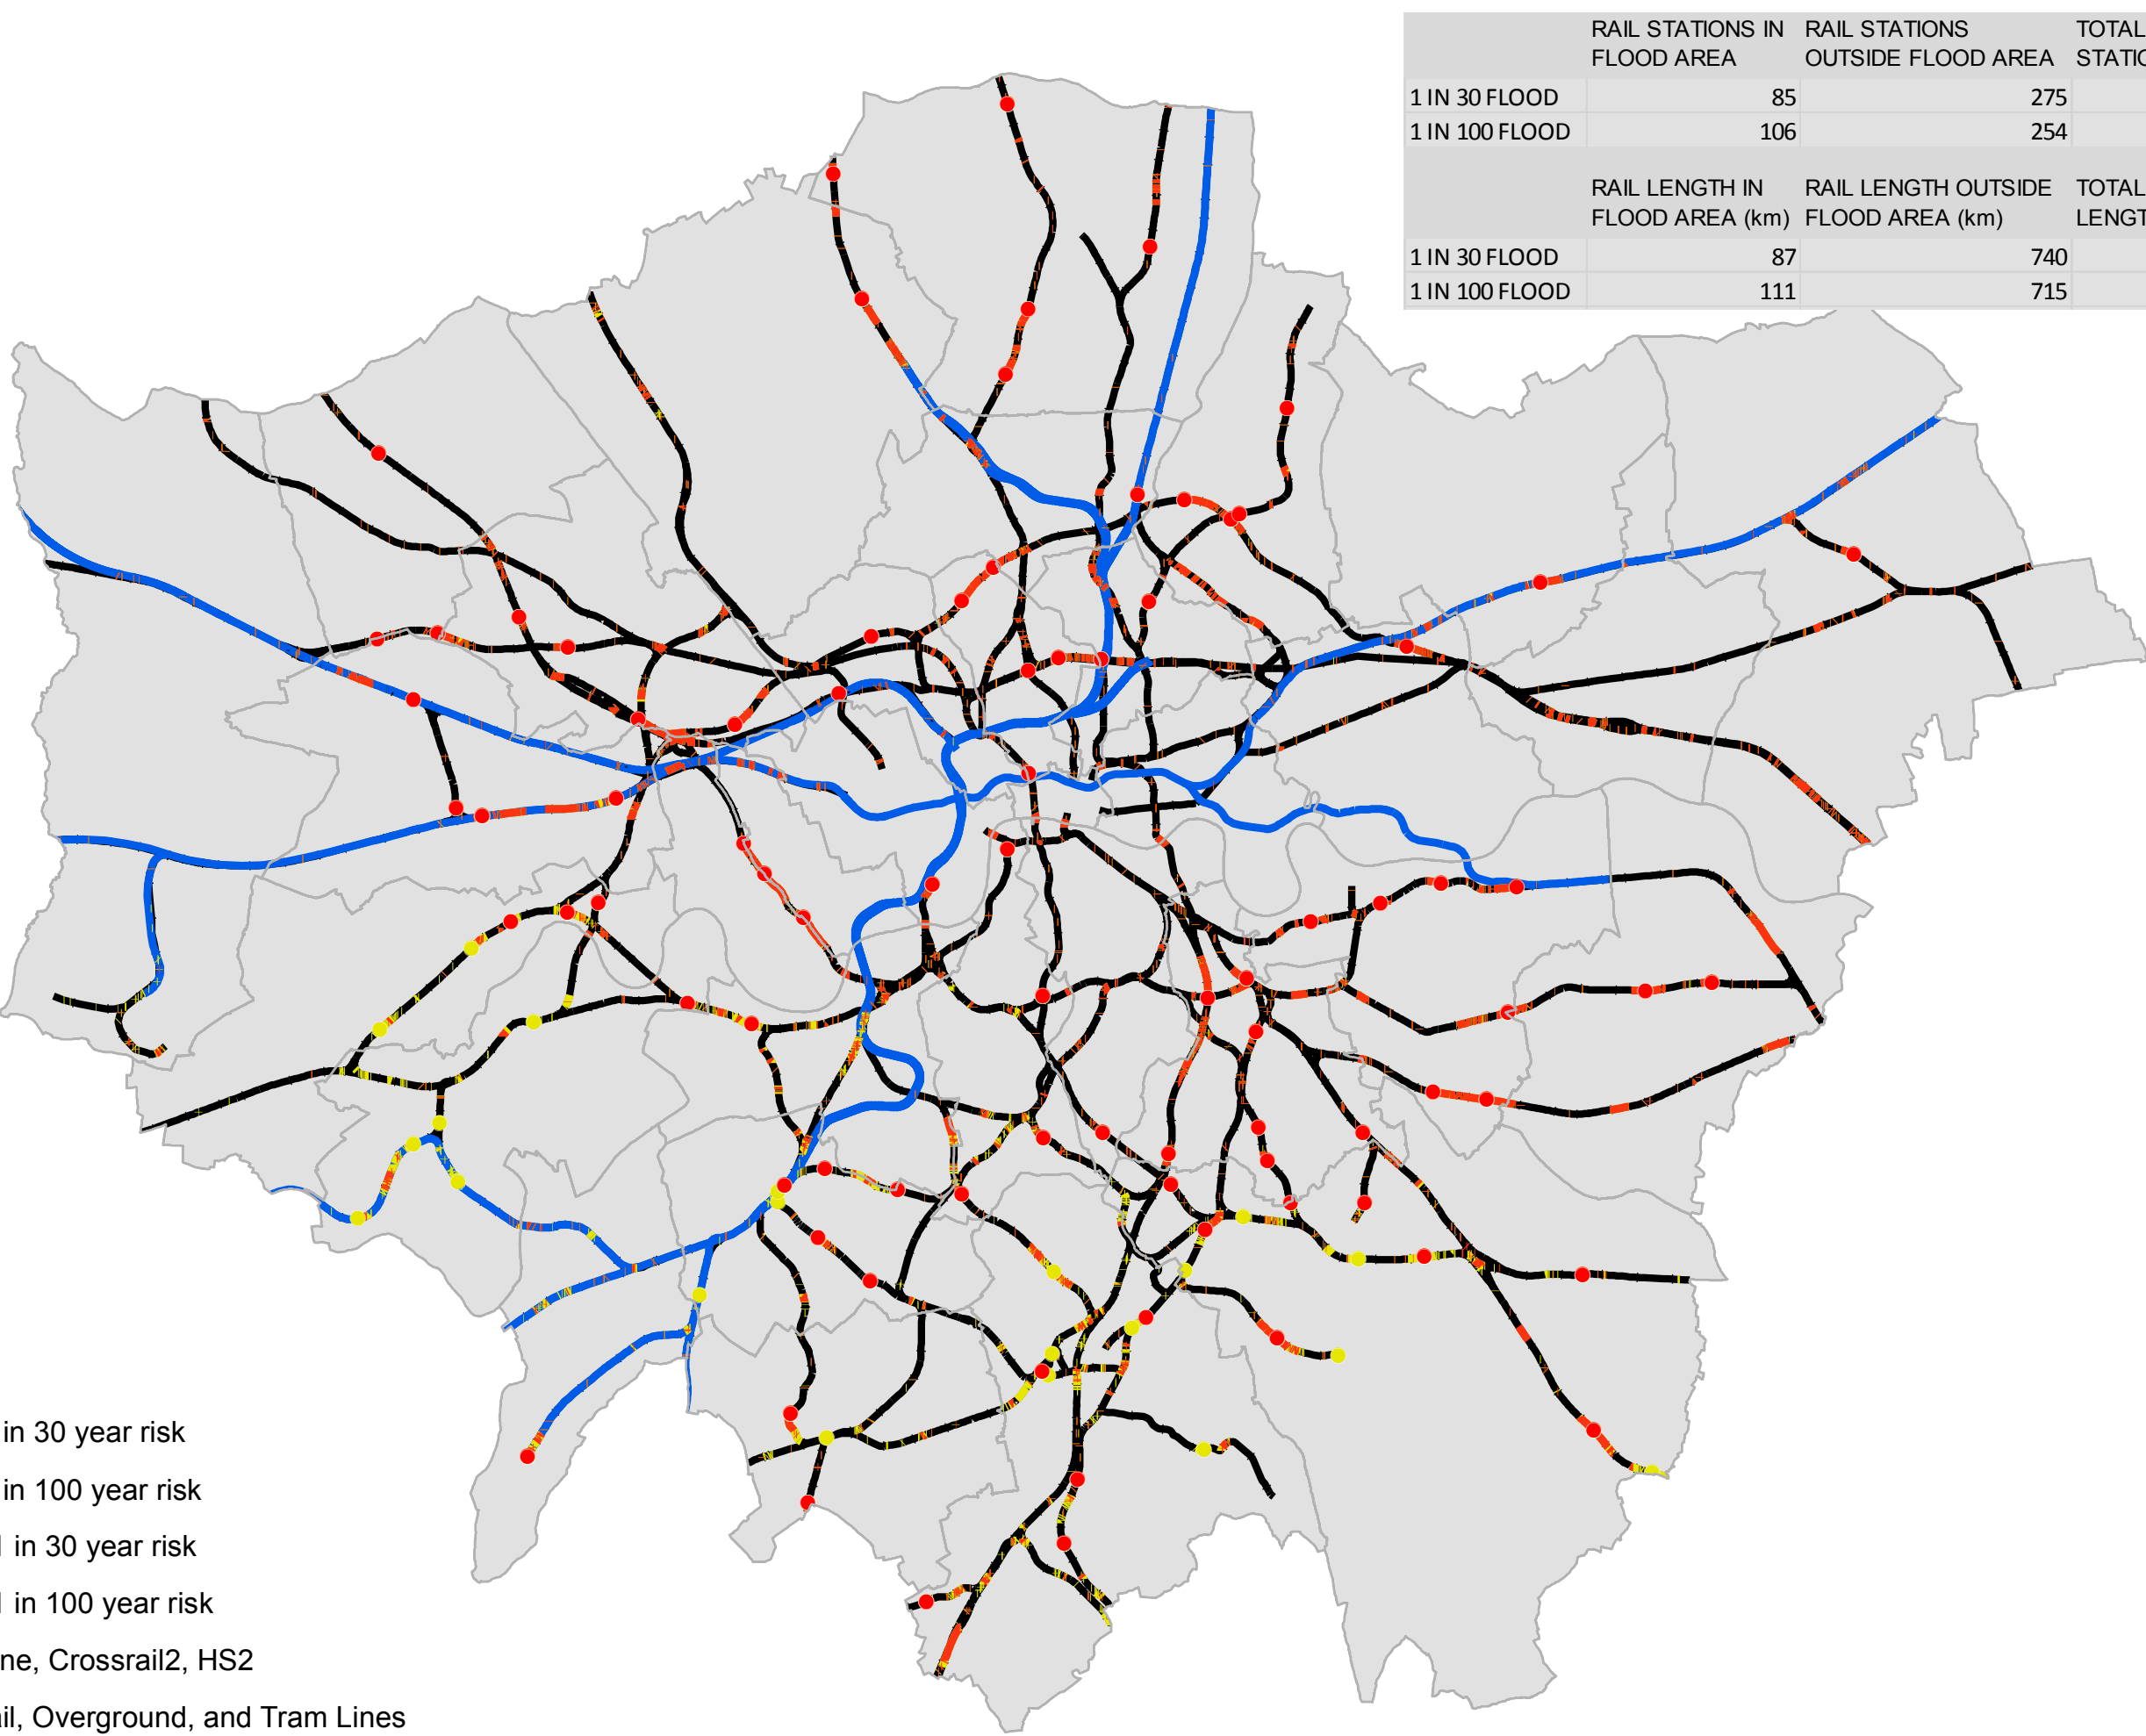 RAIL STATIONS IN RAIL STATIONS TOTAL
FLOOD AREA OUTSIDE FLOOD AREA
1 IN 30 FLOOD 85 275
1 IN 100 FLOOD 106 254
RAIL LENGTH IN RAIL LENGTH OUTSIDE TOTAL
FLOOD AREA (km) FLOOD AREA (km)
1 IN 30 FLOOD 87 740
1 IN 100 FLOOD 111 715
in 30 year risk
in 100 year risk
in 30 year risk
in 100 year risk
Crossrail2, HS2
Overground, and Tram Lines